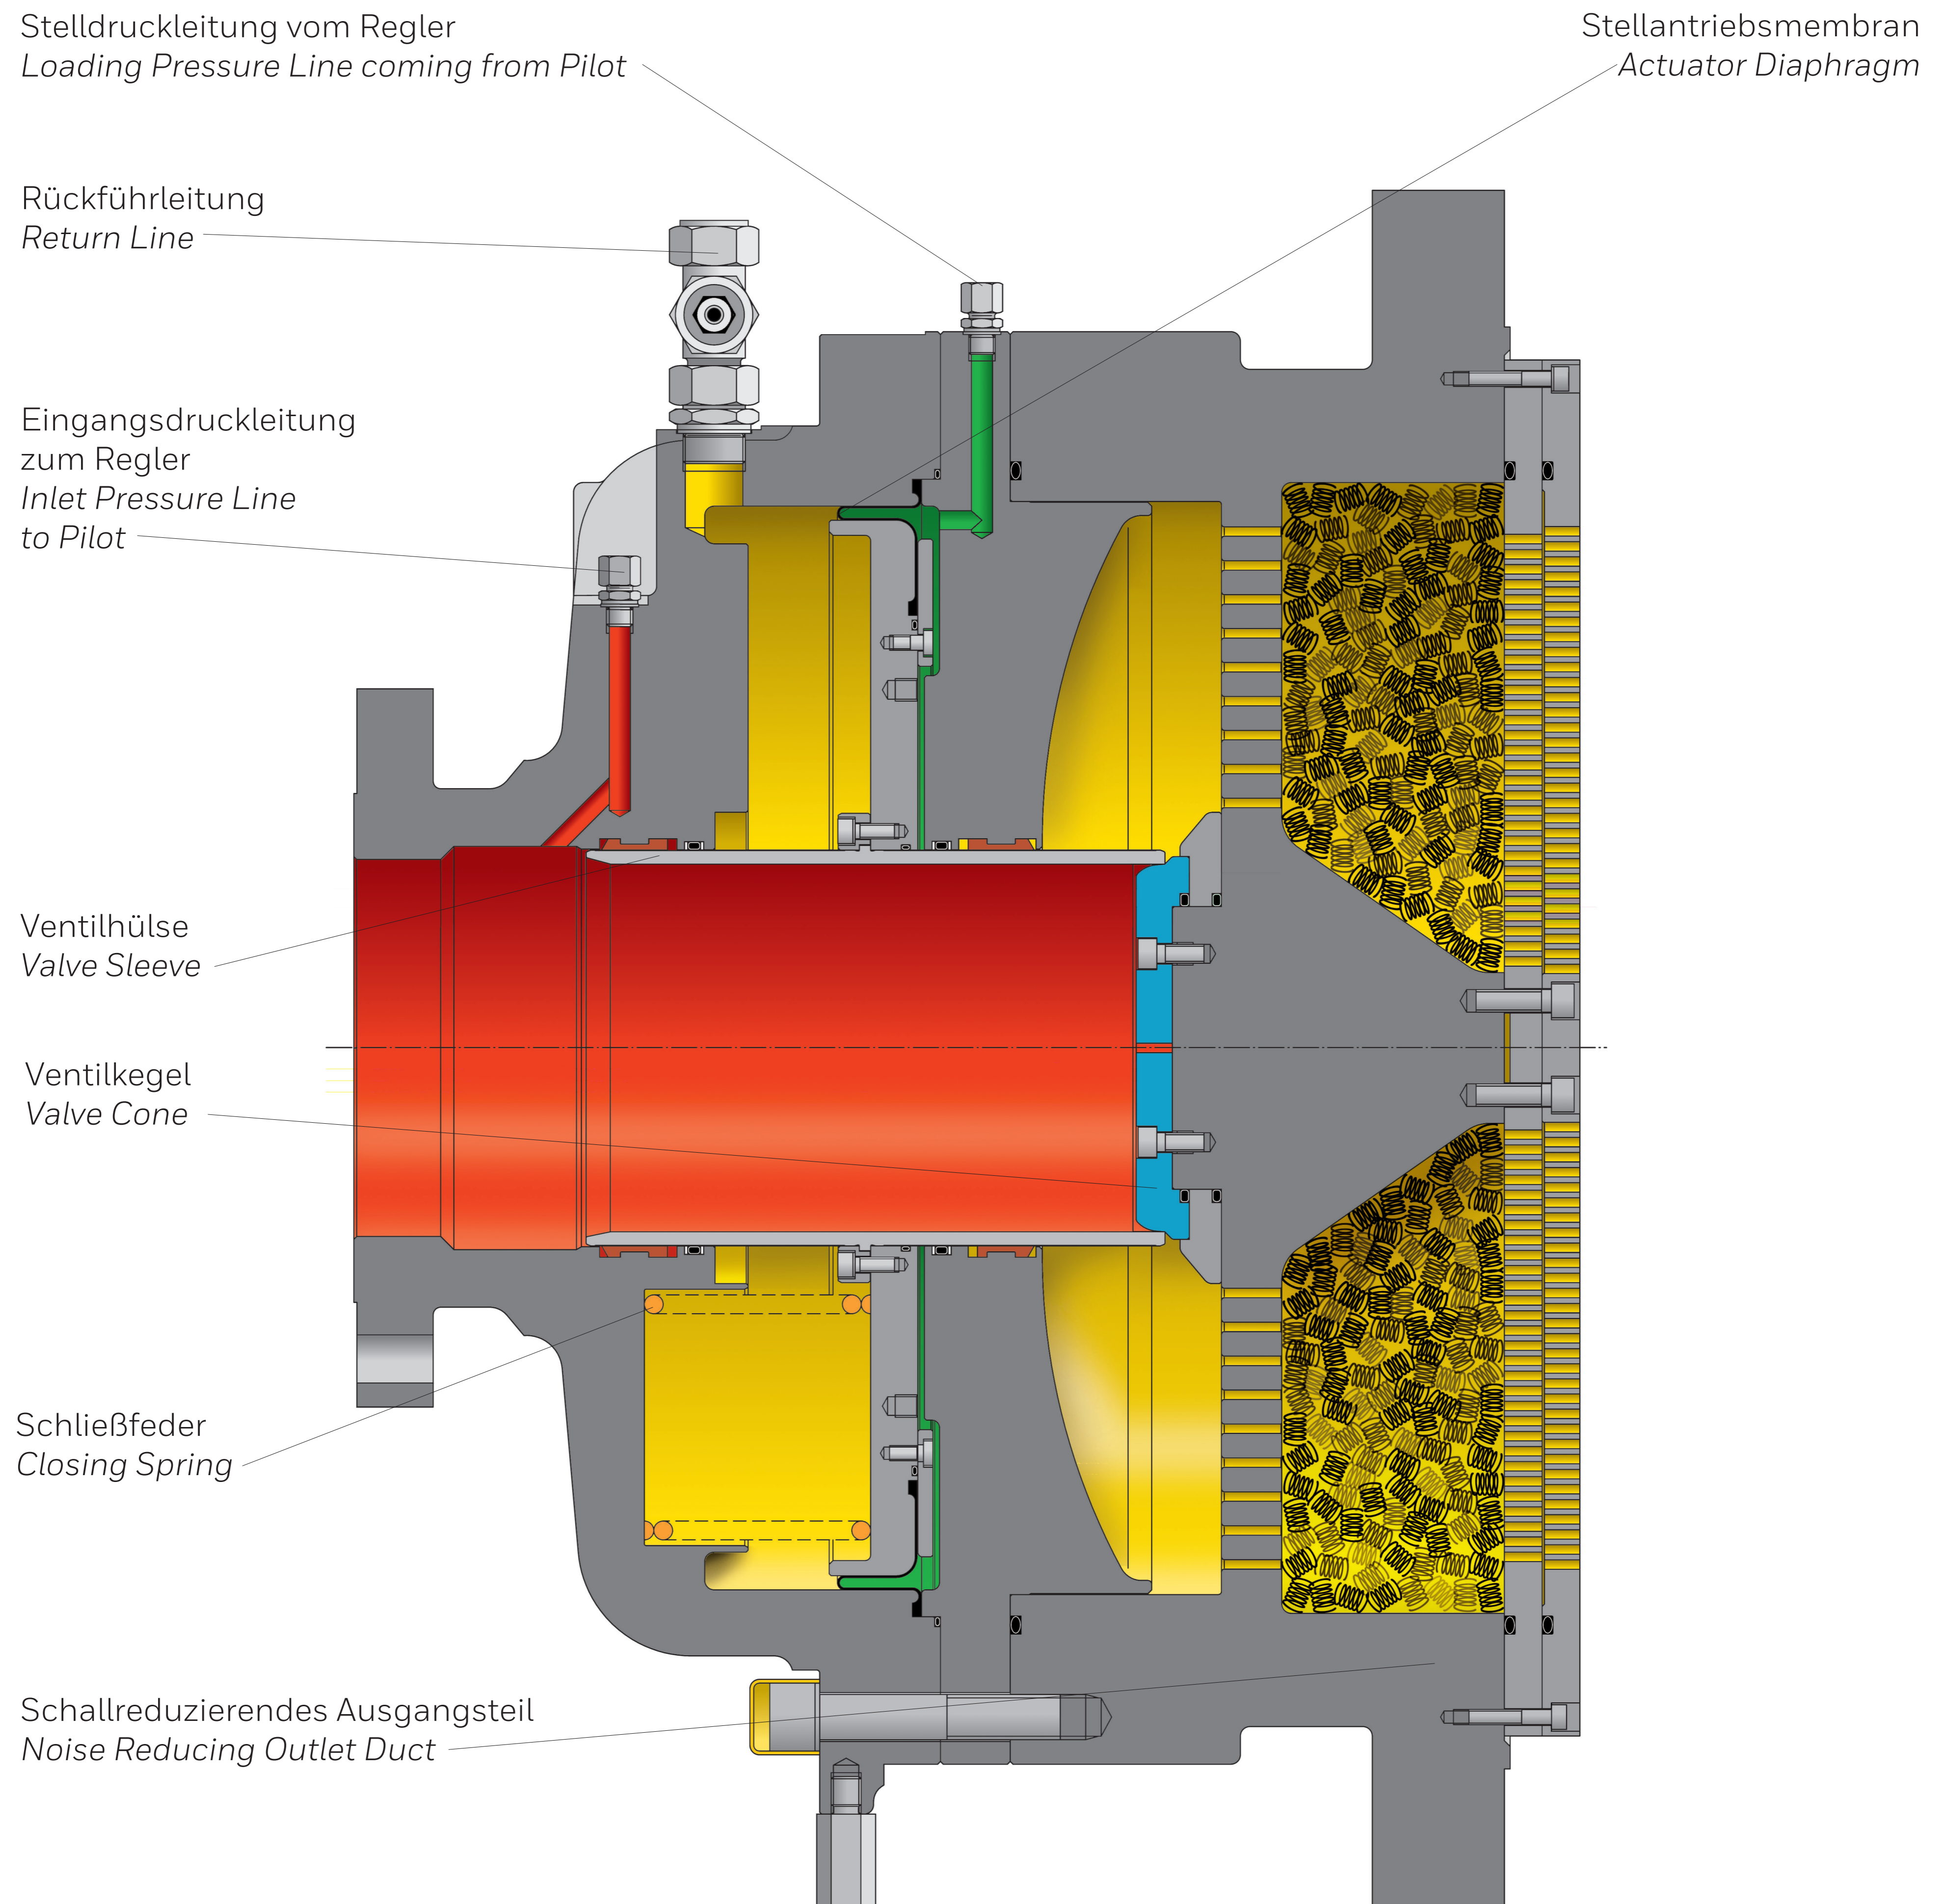 Stelldruckleitung vom Regler
Loading Pressure Line coming from Pilot
Stellantriebsmembran
Actuator Diaphragm
Rückführleitung
Return Line
Eingangsdruckleitung
zum Regler
Inlet Pressure Line
to Pilot
Ventilhülse
Valve Sleeve
Ventilkegel
Valve Cone
Schließfeder
Closing Spring
Schallreduzierendes Ausgangsteil
Noise Reducing Outlet Duct